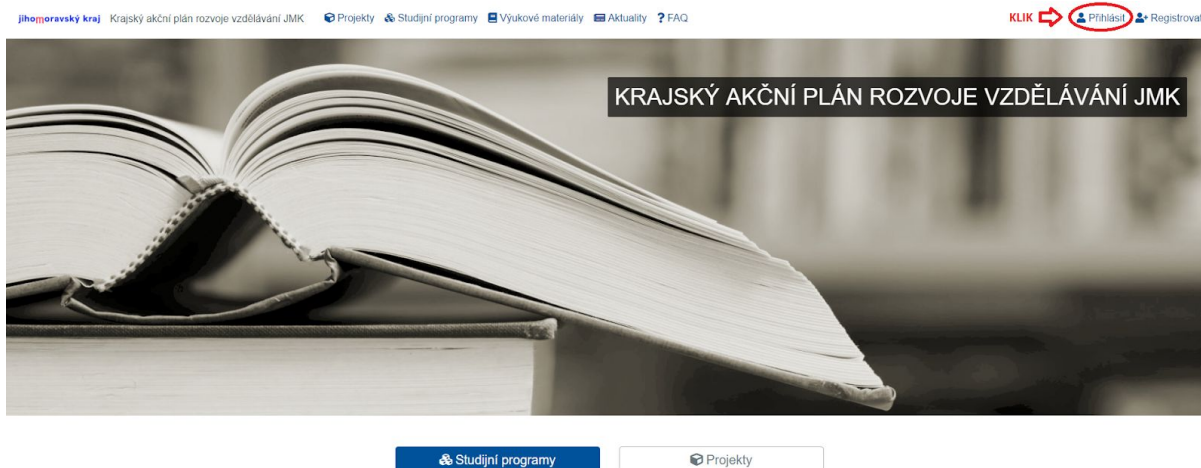 jihomoravský kraj Krajský akční plán rozvoje vzdělávání JMK Projekty Studijní programy Výukové materiály Aktuality ? FAQ KLIK Přihlásit Registrovat
KRAJSKÝ AKČNÍ PLÁN ROZVOJE VZDĚLÁVÁNÍ JMK
Studijní programy Projekty